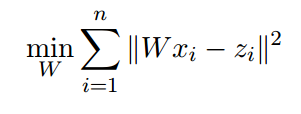 min_W ∑_{i=1}^{n} ‖Wx_i − z_i‖²